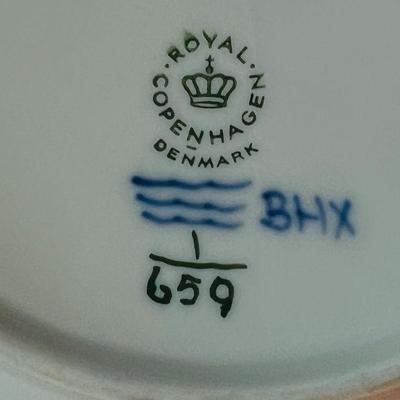 ROYAL
COPENHAGEN
DENMARK
BHX
1
659